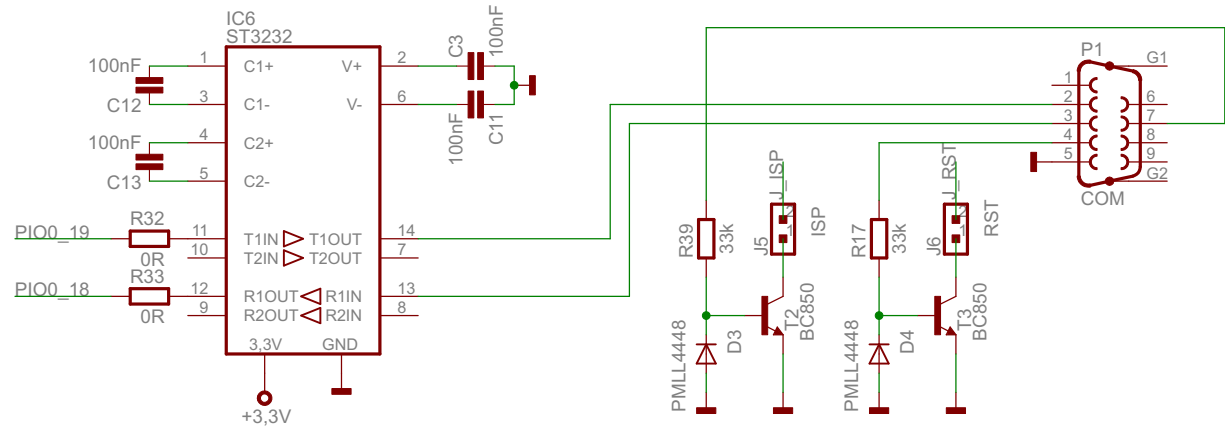 IC6
ST3232
100nF
C12
1
3
C1+
C1-
V+
V-
2
6
C3
100nF
100nF
C11
100nF
C13
4
5
C2+
C2-
PIO0_19
R32
0R
11
10
T1IN
T2IN
T1OUT
T2OUT
14
7
PIO0_18
R33
0R
12
9
R1OUT
R2OUT
R1IN
R2IN
13
8
3,3V
GND
+3,3V
R39
33k
J_ISP
2
1
J5
ISP
T2
BC850
D3
PMLL4448
R17
33k
J_RST
2
1
J6
RST
T3
BC850
D4
PMLL4448
P1
G1
1
2
3
4
5
6
7
8
9
G2
COM